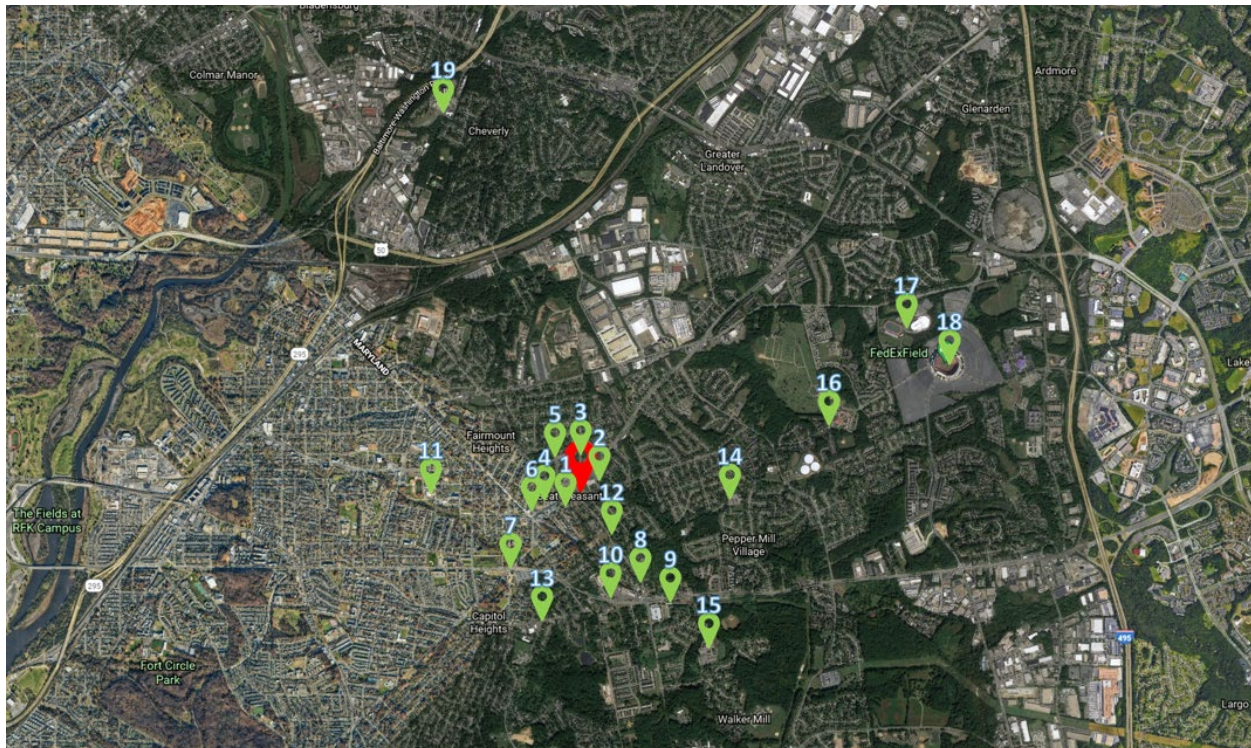 Bladensburg
Colmar Manor
Ardmore
19
Baltimore-Washington
Cheverly
Glenarden
Greater
Landover
50
17
18
295
MARYLAND
FedExField
Lake
16
3
5
Fairmount
Heights
2
11
4
1
14
6
The Fields at
RFK Campus
12
7
Pepper Mill
Village
8
10
9
295
13
Capitol
Heights
15
495
Fort Circle
Park
Largo
Walker Mill